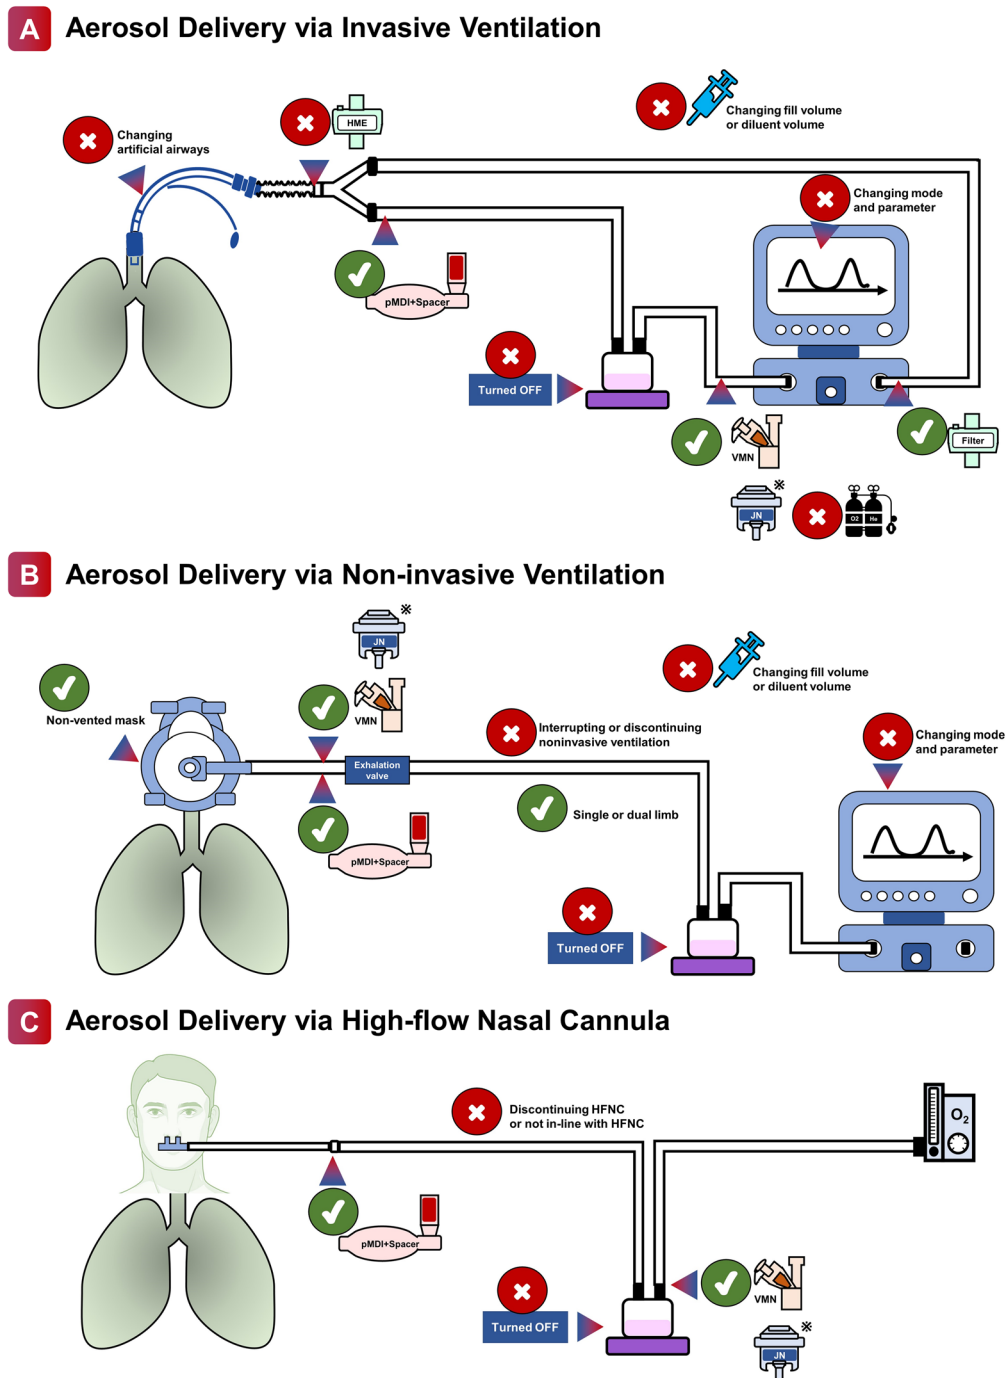 A Aerosol Delivery via Invasive Ventilation
Changing
artificial airways
HME
Changing fill volume
or diluent volume
Changing mode
and parameter
pMDI+Spacer
Turned OFF
VMN
Filter
JN
※
O2 He
B Aerosol Delivery via Non-invasive Ventilation
JN
※
Non-vented mask
VMN
Changing fill volume
or diluent volume
Interrupting or discontinuing
noninvasive ventilation
Changing mode
and parameter
Exhalation
valve
Single or dual limb
pMDI+Spacer
Turned OFF
C Aerosol Delivery via High-flow Nasal Cannula
Discontinuing HFNC
or not in-line with HFNC
O2
pMDI+Spacer
VMN
Turned OFF
JN
※